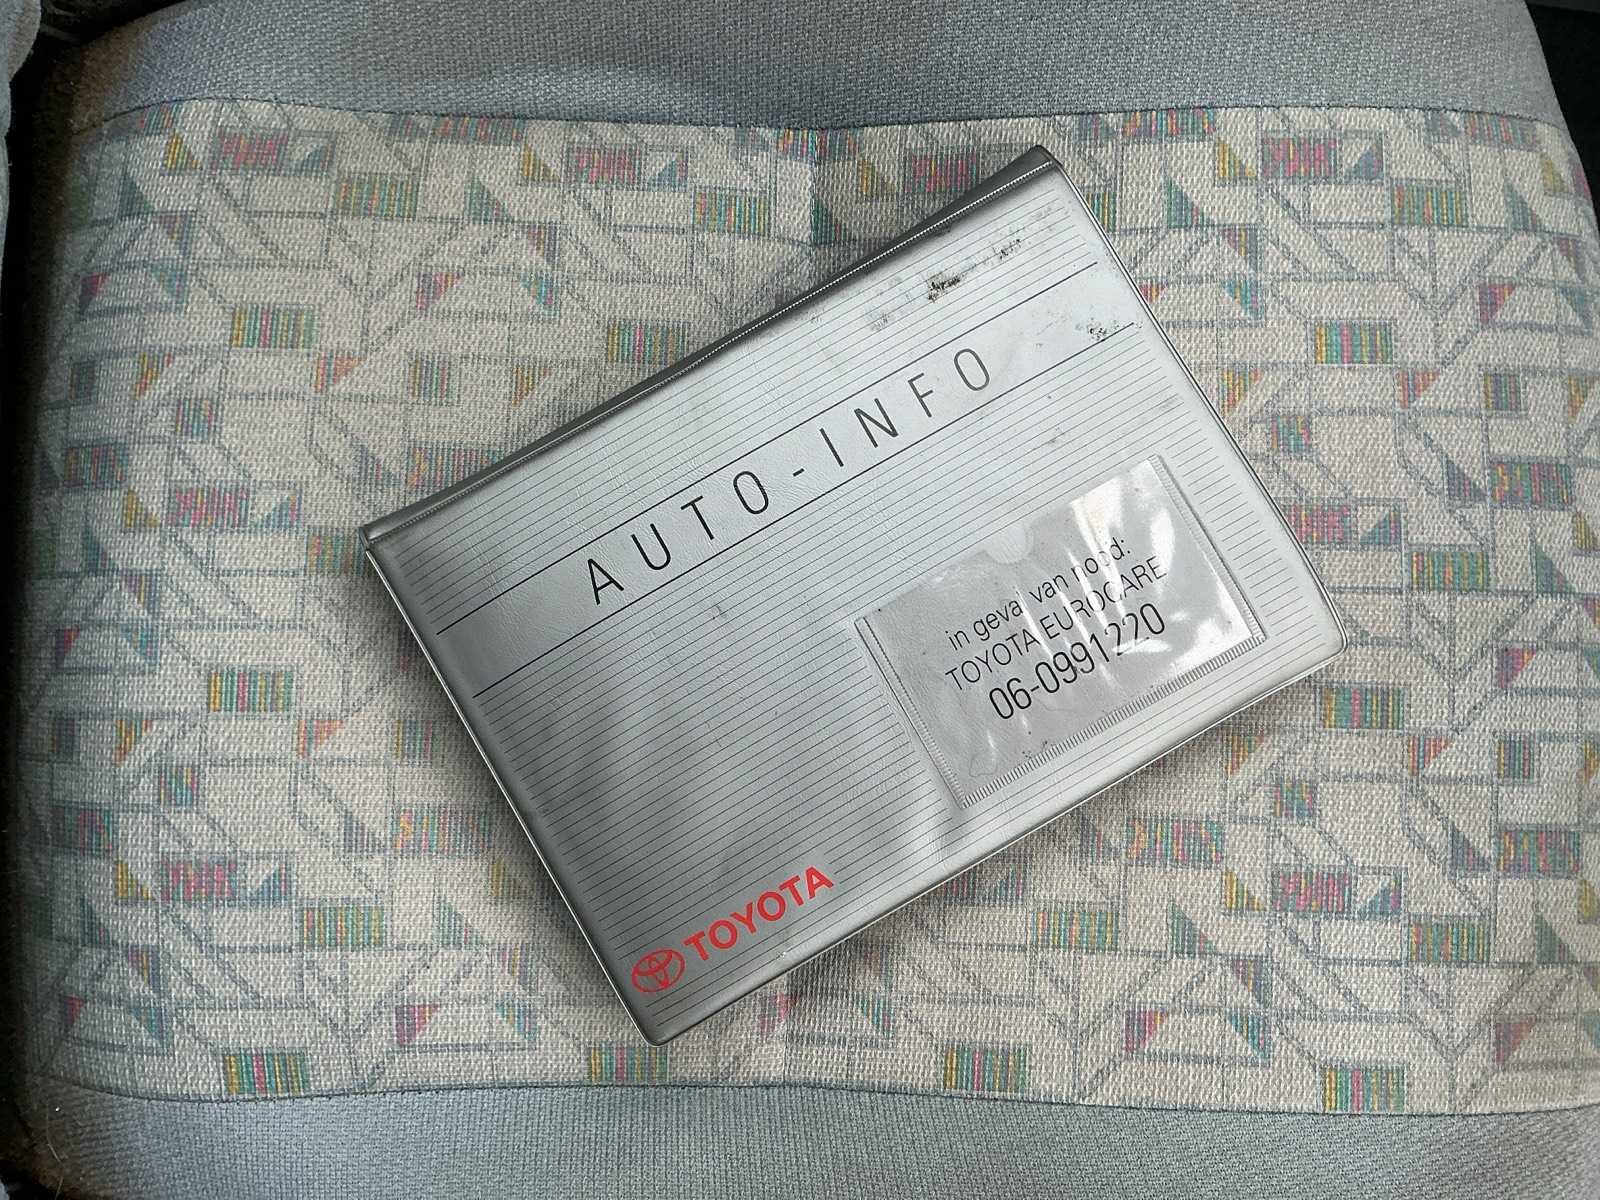 AUTO-INFO
in geval van nood:
TOYOTA EUROCARE
06-0991220
TOYOTA